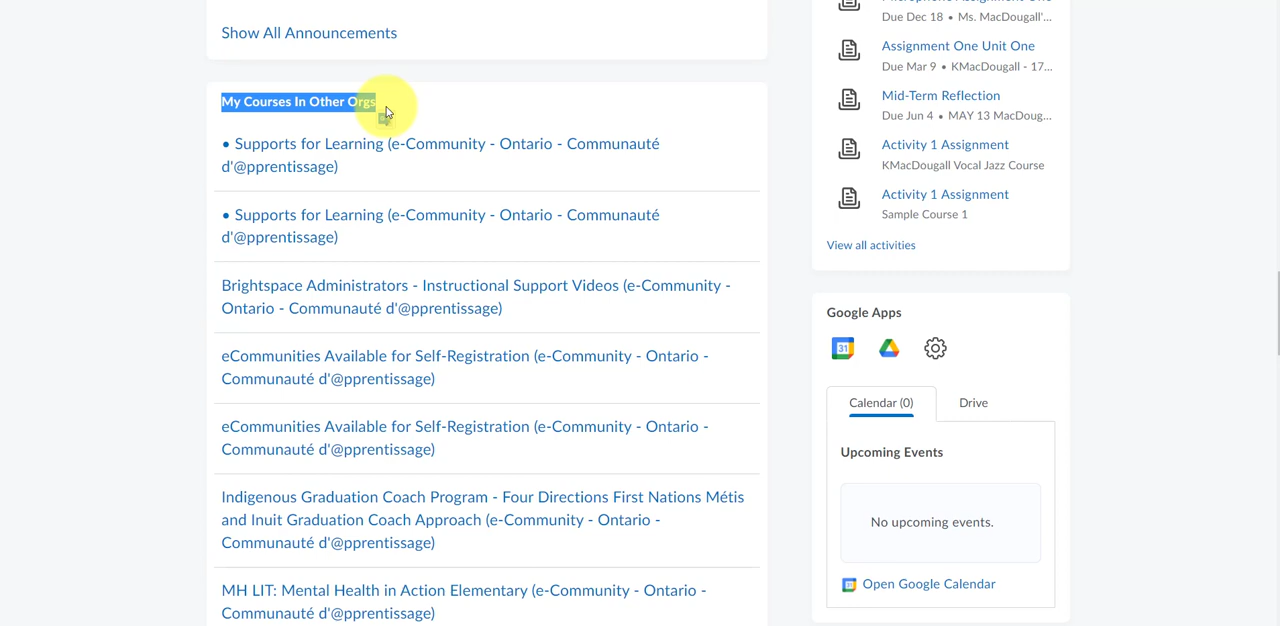 Show All Announcements
My Courses In Other Orgs
• Supports for Learning (e-Community - Ontario - Communauté
d'@pprentissage)
• Supports for Learning (e-Community - Ontario - Communauté
d'@pprentissage)
Brightspace Administrators - Instructional Support Videos (e-Community -
Ontario - Communauté d'@pprentissage)
eCommunities Available for Self-Registration (e-Community - Ontario -
Communauté d'@pprentissage)
eCommunities Available for Self-Registration (e-Community - Ontario -
Communauté d'@pprentissage)
Indigenous Graduation Coach Program - Four Directions First Nations Métis
and Inuit Graduation Coach Approach (e-Community - Ontario -
Communauté d'@pprentissage)
MH LIT: Mental Health in Action Elementary (e-Community - Ontario -
Communauté d'@pprentissage)
Due Dec 18 • Ms. MacDougall'...
Assignment One Unit One
Due Mar 9 • KMacDougall - 17...
Mid-Term Reflection
Due Jun 4 • MAY 13 MacDoug...
Activity 1 Assignment
KMacDougall Vocal Jazz Course
Activity 1 Assignment
Sample Course 1
View all activities
Google Apps
31
Calendar (0)
Drive
Upcoming Events
No upcoming events.
Open Google Calendar